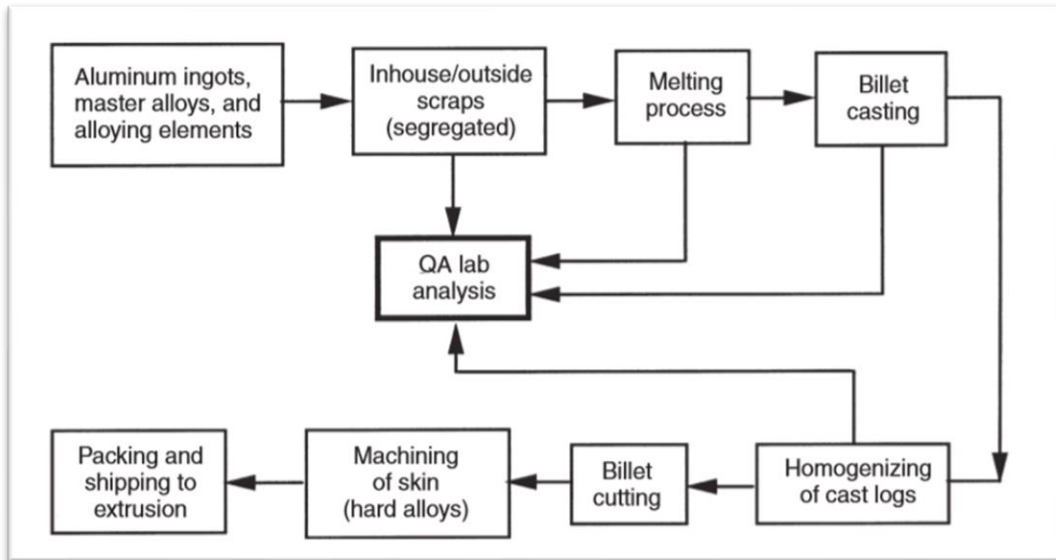 Aluminum ingots,
master alloys, and
alloying elements
Inhouse/outside
scraps
(segregated)
Melting
process
Billet
casting
QA lab
analysis
Packing and
shipping to
extrusion
Machining
of skin
(hard alloys)
Billet
cutting
Homogenizing
of cast logs